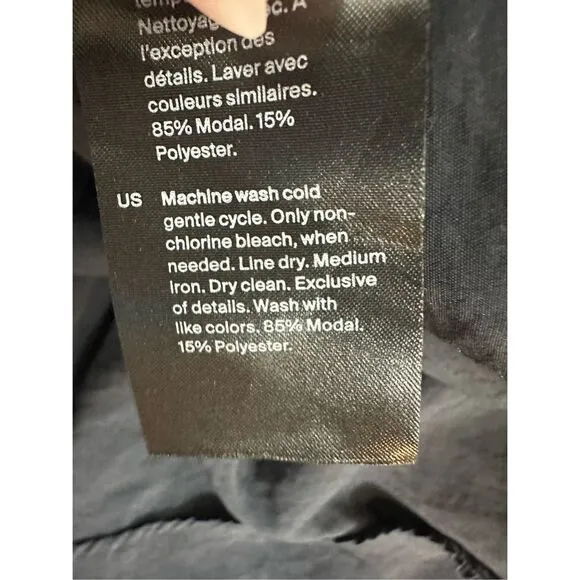 Nettoyag
l'exception des
détails. Laver avec
couleurs similaires.
85% Modal. 15%
Polyester.
US Machine wash cold
gentle cycle. Only non-
chlorine bleach, when
needed. Line dry. Medium
iron. Dry clean. Exclusive
of details. Wash with
like colors. 85% Modal.
15% Polyester.